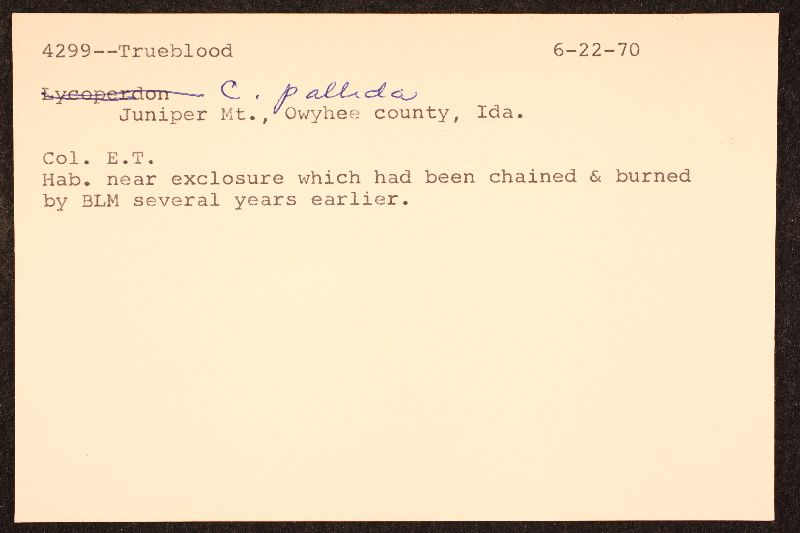 4299--Trueblood 6-22-70
Lycoperdon C. pallida
Juniper Mt., Owyhee county, Ida.
Col. E.T.
Hab. near exclosure which had been chained & burned
by BLM several years earlier.